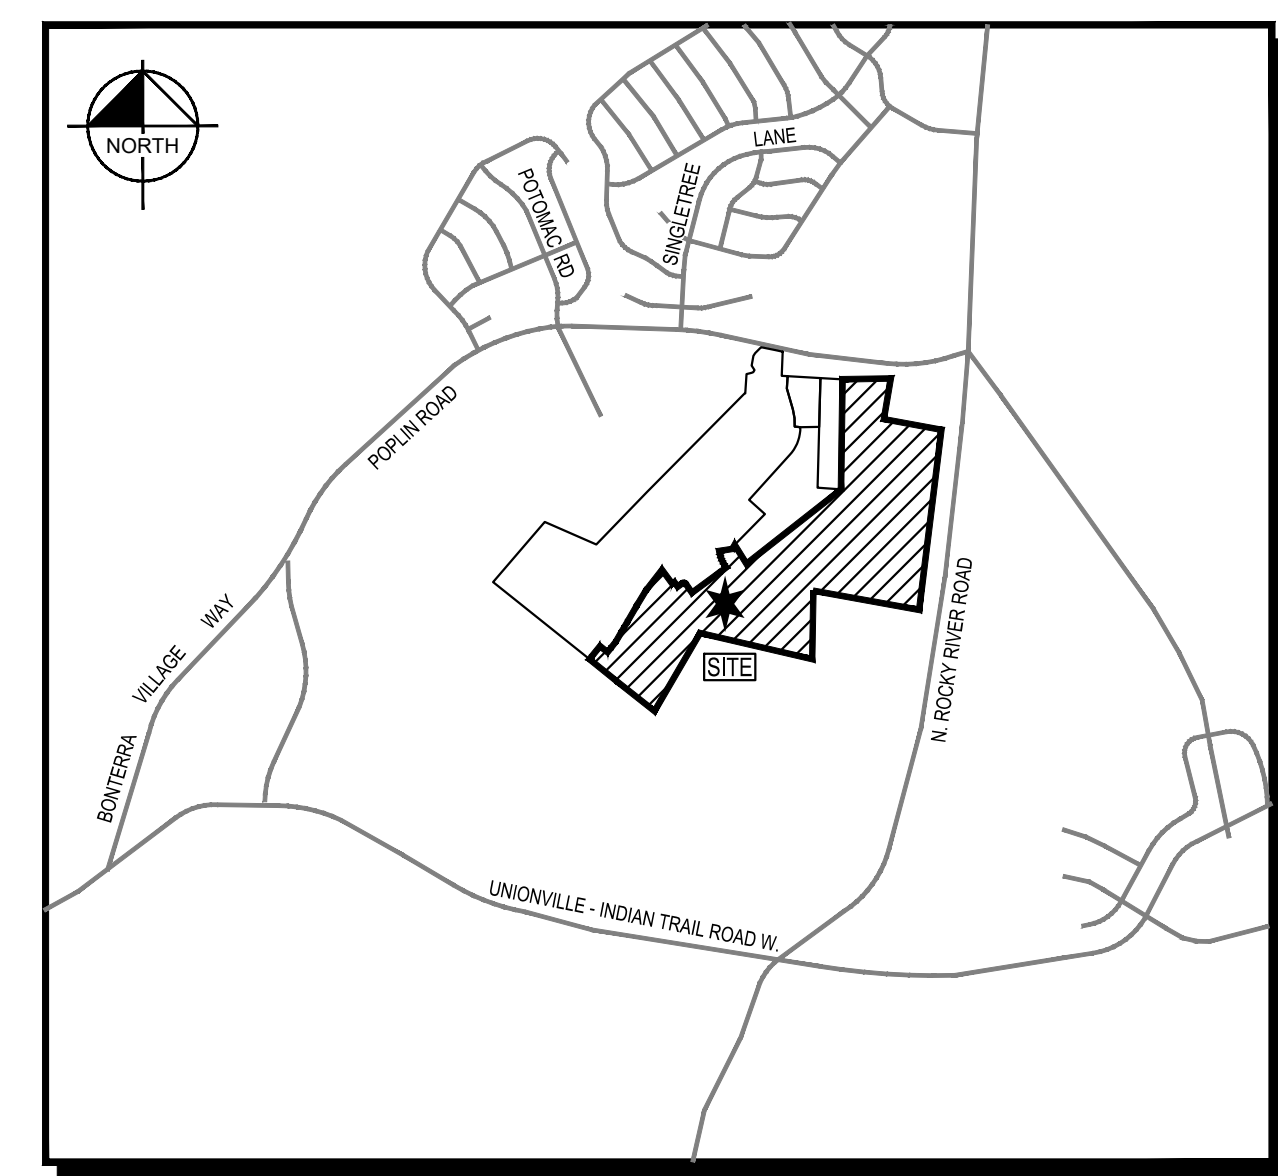 NORTH
LANE
SINGLETREE
POTOMAC RD
POPLIN ROAD
BONTERRA VILLAGE WAY
N. ROCKY RIVER ROAD
SITE
UNIONVILLE - INDIAN TRAIL ROAD W.